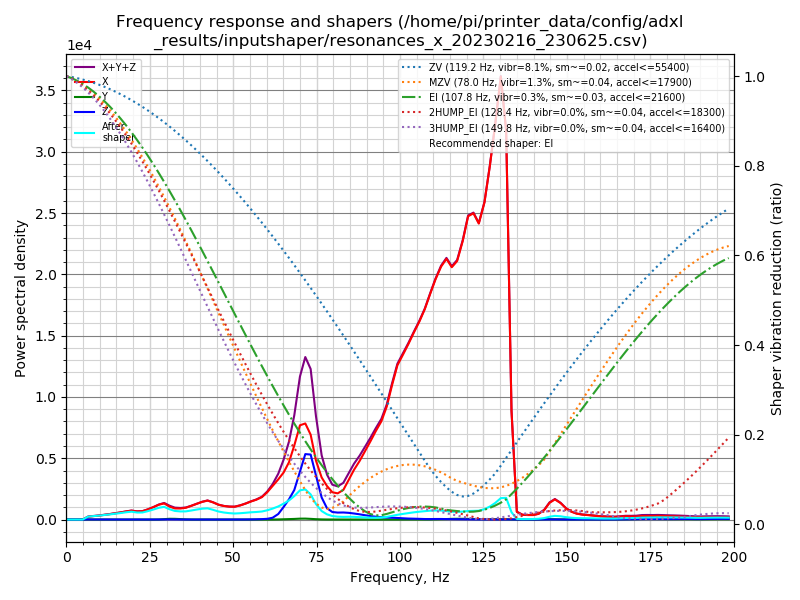 Frequency response and shapers (/home/pi/printer_data/config/adxl
_results/inputshaper/resonances_x_20230216_230625.csv)
1e4
X+Y+Z
X
Y
Z
After
shaper
ZV (119.2 Hz, vibr=8.1%, sm~=0.02, accel<=55400)
MZV (78.0 Hz, vibr=1.3%, sm~=0.04, accel<=17900)
EI (107.8 Hz, vibr=0.3%, sm~=0.03, accel<=21600)
2HUMP_EI (128.4 Hz, vibr=0.0%, sm~=0.04, accel<=18300)
3HUMP_EI (149.8 Hz, vibr=0.0%, sm~=0.04, accel<=16400)
Recommended shaper: EI
Power spectral density
3.5
3.0
2.5
2.0
1.5
1.0
0.5
0.0
1.0
0.8
0.6
0.4
0.2
0.0
Shaper vibration reduction (ratio)
0 25 50 75 100 125 150 175 200
Frequency, Hz